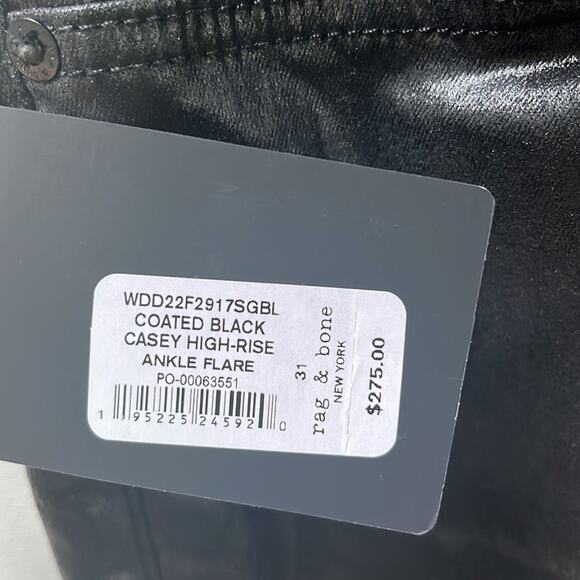 WDD22F2917SGBL
COATED BLACK
CASEY HIGH-RISE
ANKLE FLARE
PO-00063551
1 95225 24592 0
31
rag & bone
NEW YORK
$275.00